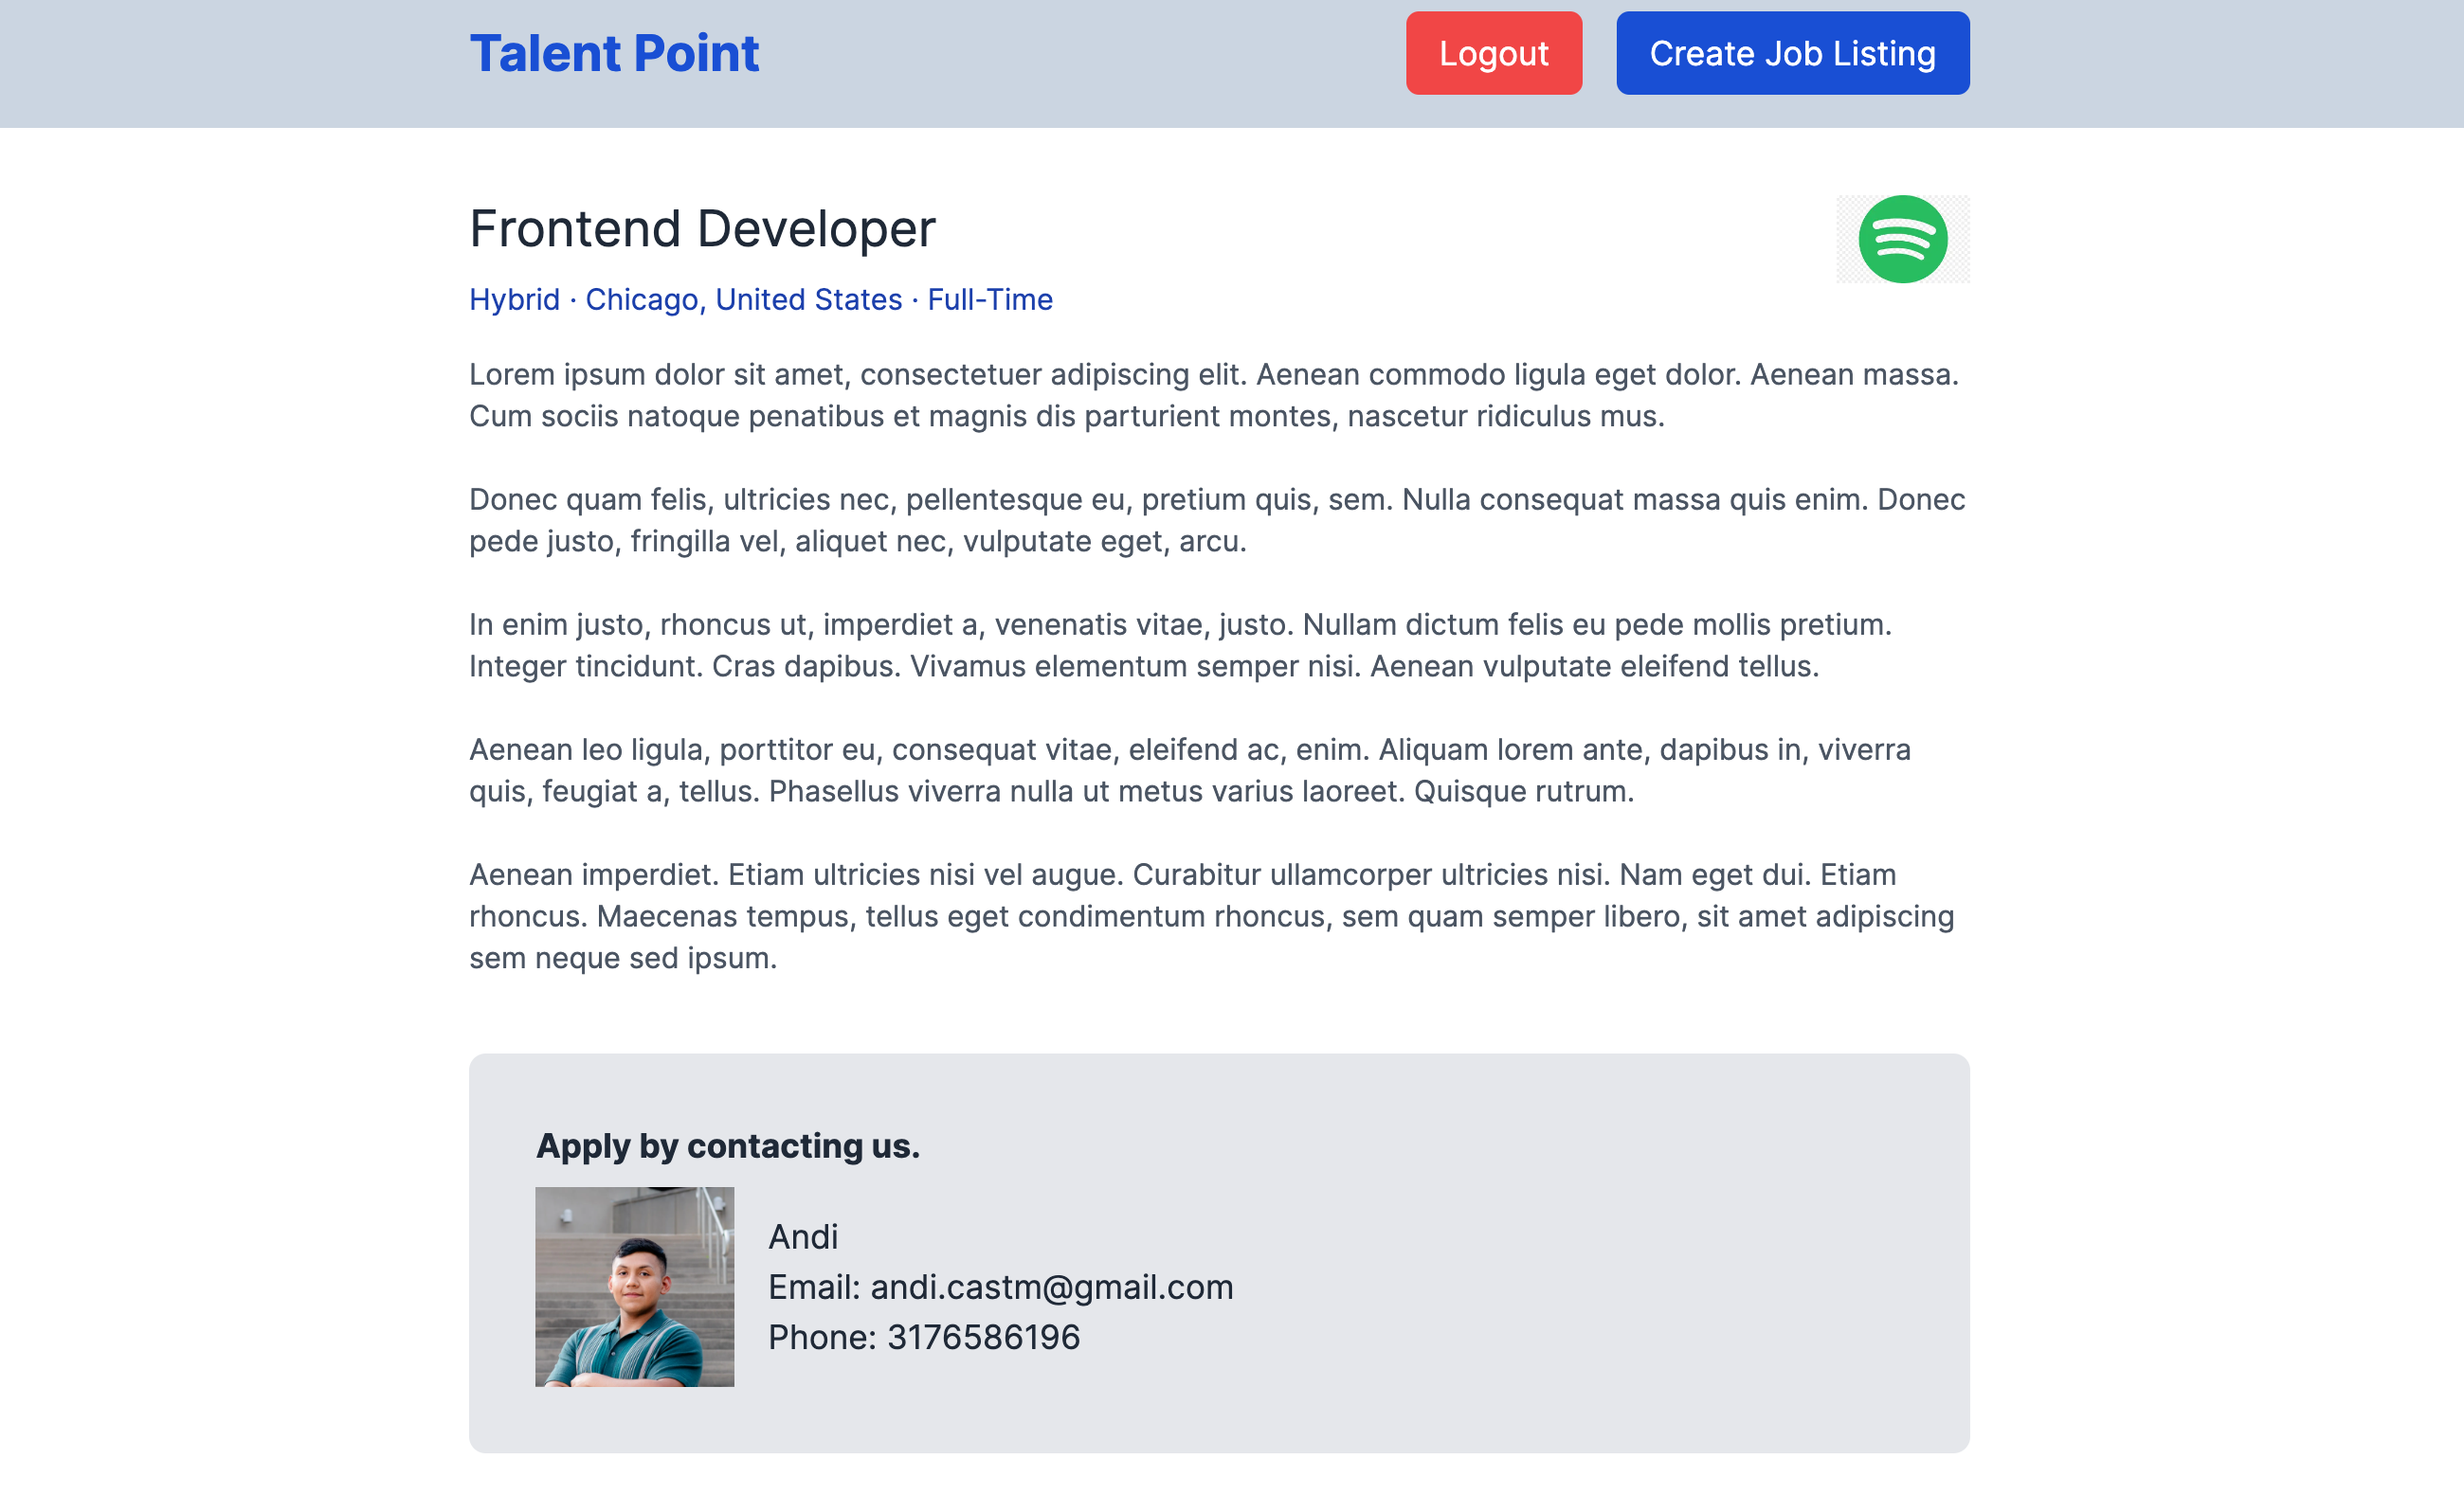 Talent Point
Logout
Create Job Listing
Frontend Developer
Hybrid · Chicago, United States · Full-Time
Lorem ipsum dolor sit amet, consectetuer adipiscing elit. Aenean commodo ligula eget dolor. Aenean massa.
Cum sociis natoque penatibus et magnis dis parturient montes, nascetur ridiculus mus.
Donec quam felis, ultricies nec, pellentesque eu, pretium quis, sem. Nulla consequat massa quis enim. Donec
pede justo, fringilla vel, aliquet nec, vulputate eget, arcu.
In enim justo, rhoncus ut, imperdiet a, venenatis vitae, justo. Nullam dictum felis eu pede mollis pretium.
Integer tincidunt. Cras dapibus. Vivamus elementum semper nisi. Aenean vulputate eleifend tellus.
Aenean leo ligula, porttitor eu, consequat vitae, eleifend ac, enim. Aliquam lorem ante, dapibus in, viverra
quis, feugiat a, tellus. Phasellus viverra nulla ut metus varius laoreet. Quisque rutrum.
Aenean imperdiet. Etiam ultricies nisi vel augue. Curabitur ullamcorper ultricies nisi. Nam eget dui. Etiam
rhoncus. Maecenas tempus, tellus eget condimentum rhoncus, sem quam semper libero, sit amet adipiscing
sem neque sed ipsum.
Apply by contacting us.
Andi
Email: andi.castm@gmail.com
Phone: 3176586196